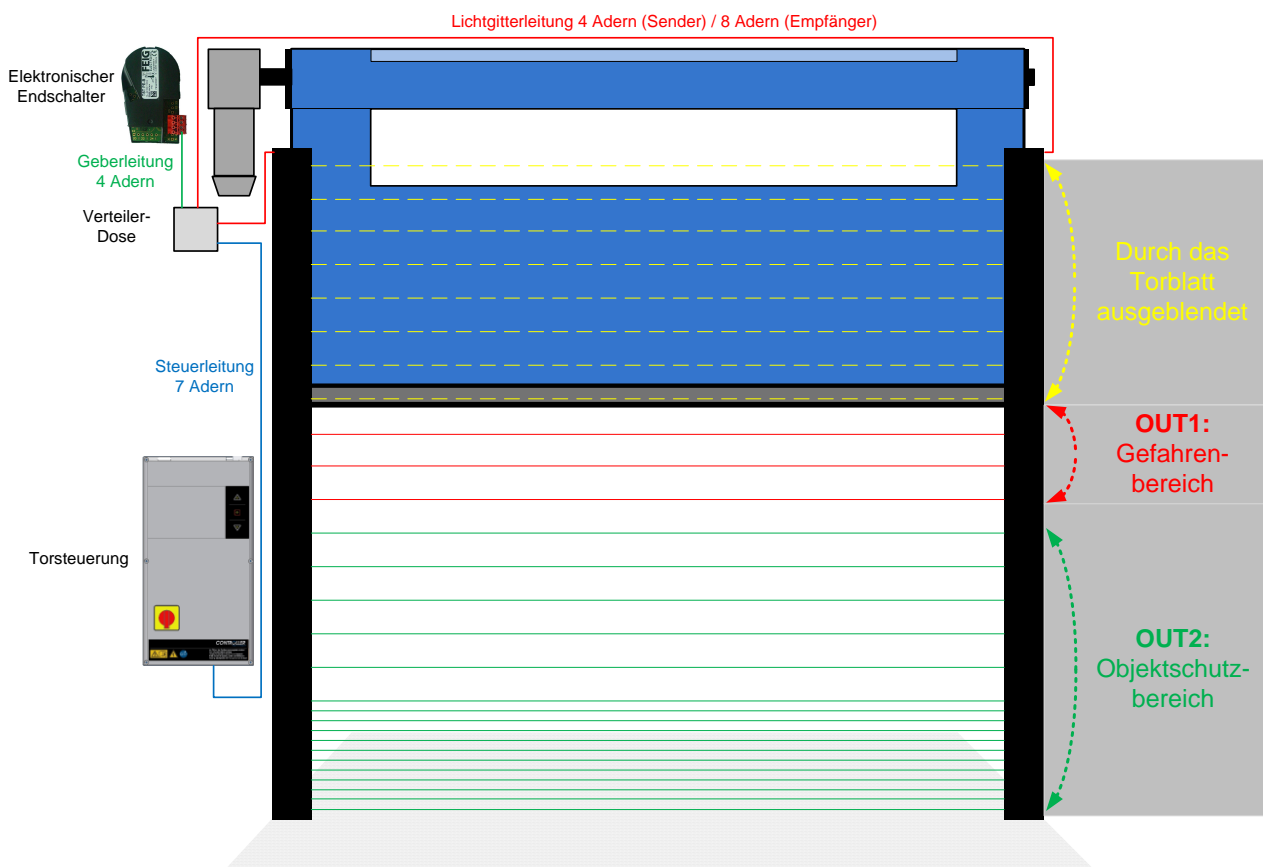 Lichtgitterleitung 4 Adern (Sender) / 8 Adern (Empfänger)
Elektronischer
Endschalter
FEIG
Geberleitung
4 Adern
Verteiler-
Dose
Steuerleitung
7 Adern
Torsteuerung
Durch das
Torblatt
ausgeblendet
OUT1:
Gefahren-
bereich
OUT2:
Objektschutz-
bereich